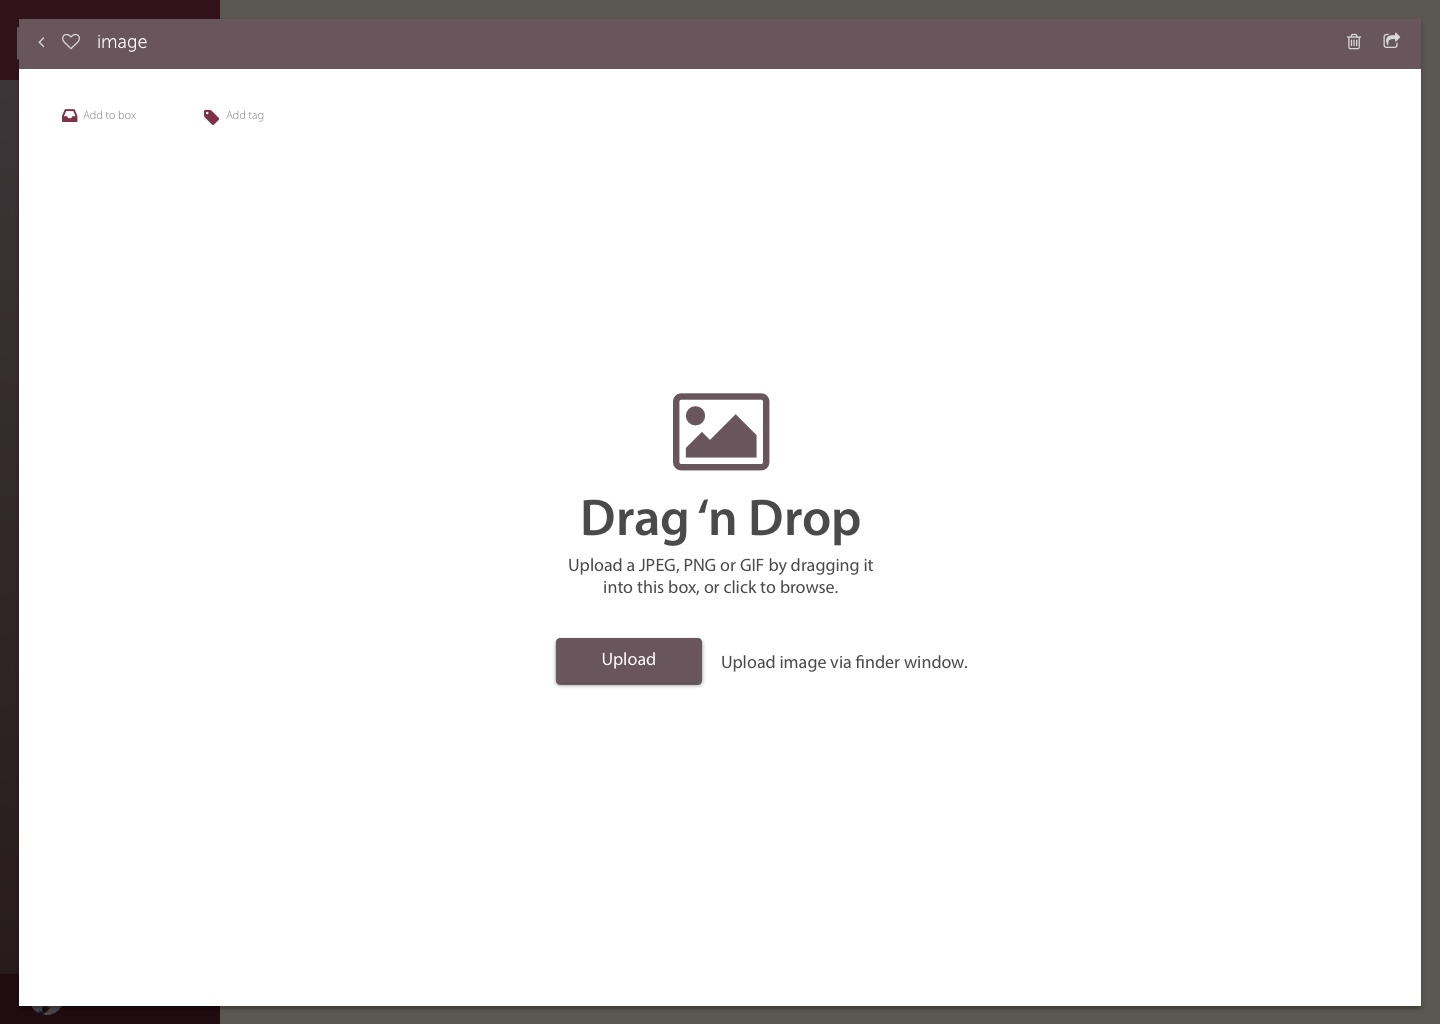 image
Add to box
Add tag
Drag ‘n Drop
Upload a JPEG, PNG or GIF by dragging it
into this box, or click to browse.
Upload
Upload image via finder window.